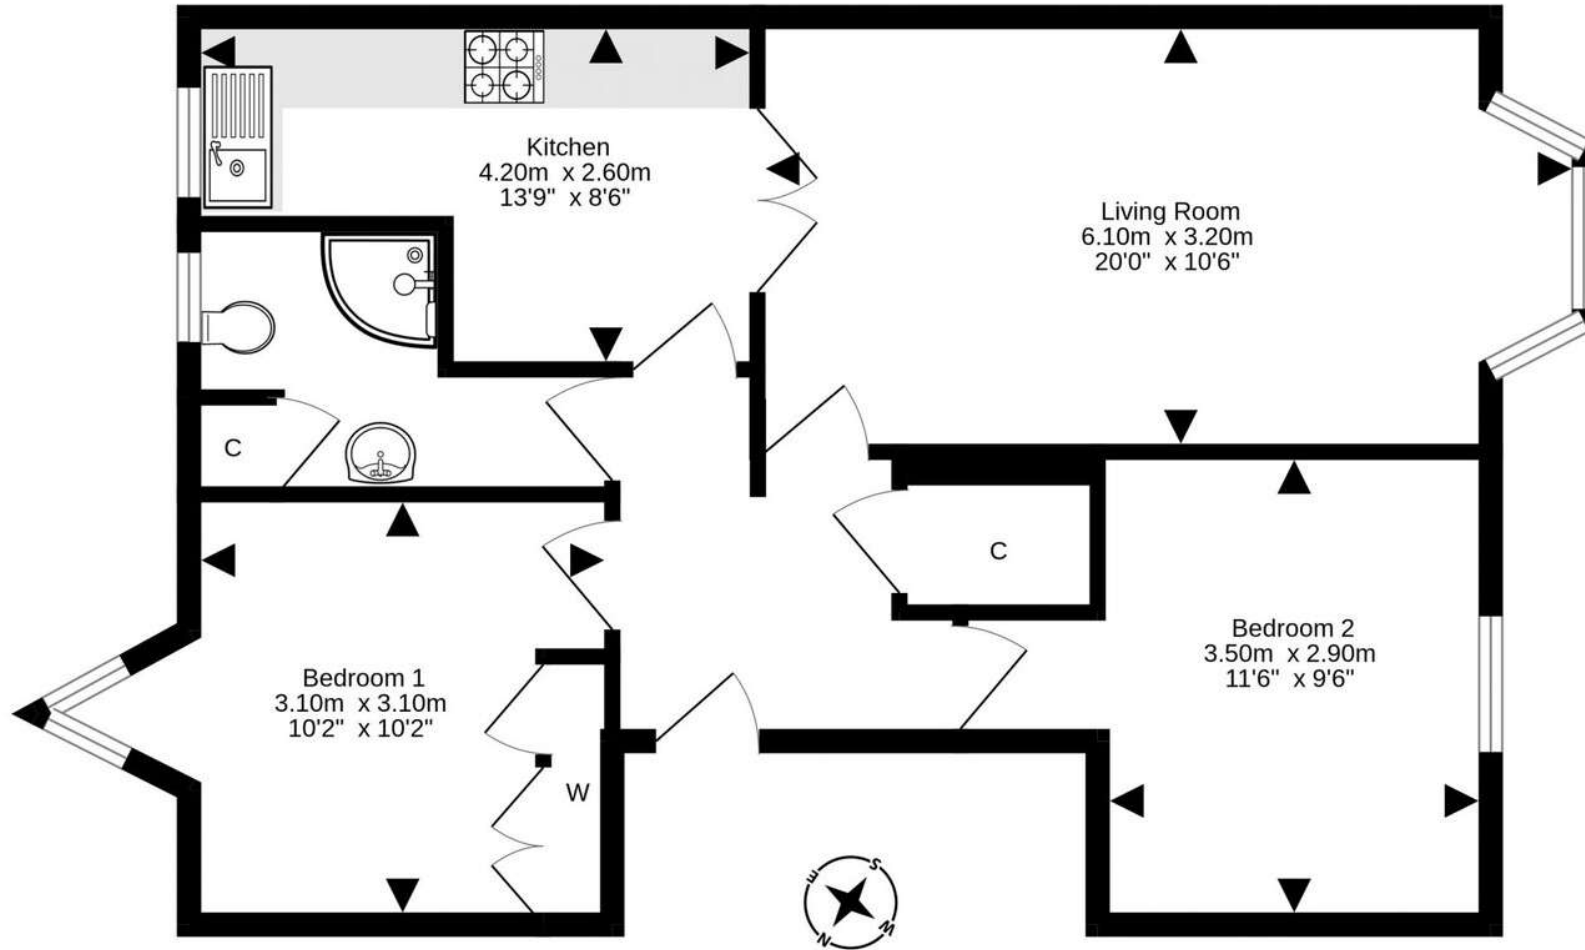 Kitchen
4.20m x 2.60m
13'9" x 8'6"
Living Room
6.10m x 3.20m
20'0" x 10'6"
C
C
Bedroom 2
3.50m x 2.90m
11'6" x 9'6"
Bedroom 1
3.10m x 3.10m
10'2" x 10'2"
W
S
E
W
N